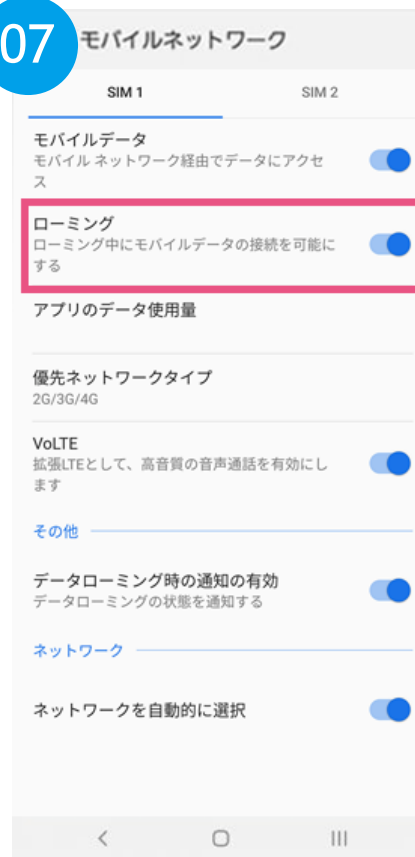 07
モバイルネットワーク
SIM 1 SIM 2
モバイルデータ
モバイル ネットワーク経由でデータにアクセ
ス
ローミング
ローミング中にモバイルデータの接続を可能に
する
アプリのデータ使用量
優先ネットワークタイプ
2G/3G/4G
VoLTE
拡張LTEとして、高音質の音声通話を有効にし
ます
その他
データローミング時の通知の有効
データローミングの状態を通知する
ネットワーク
ネットワークを自動的に選択